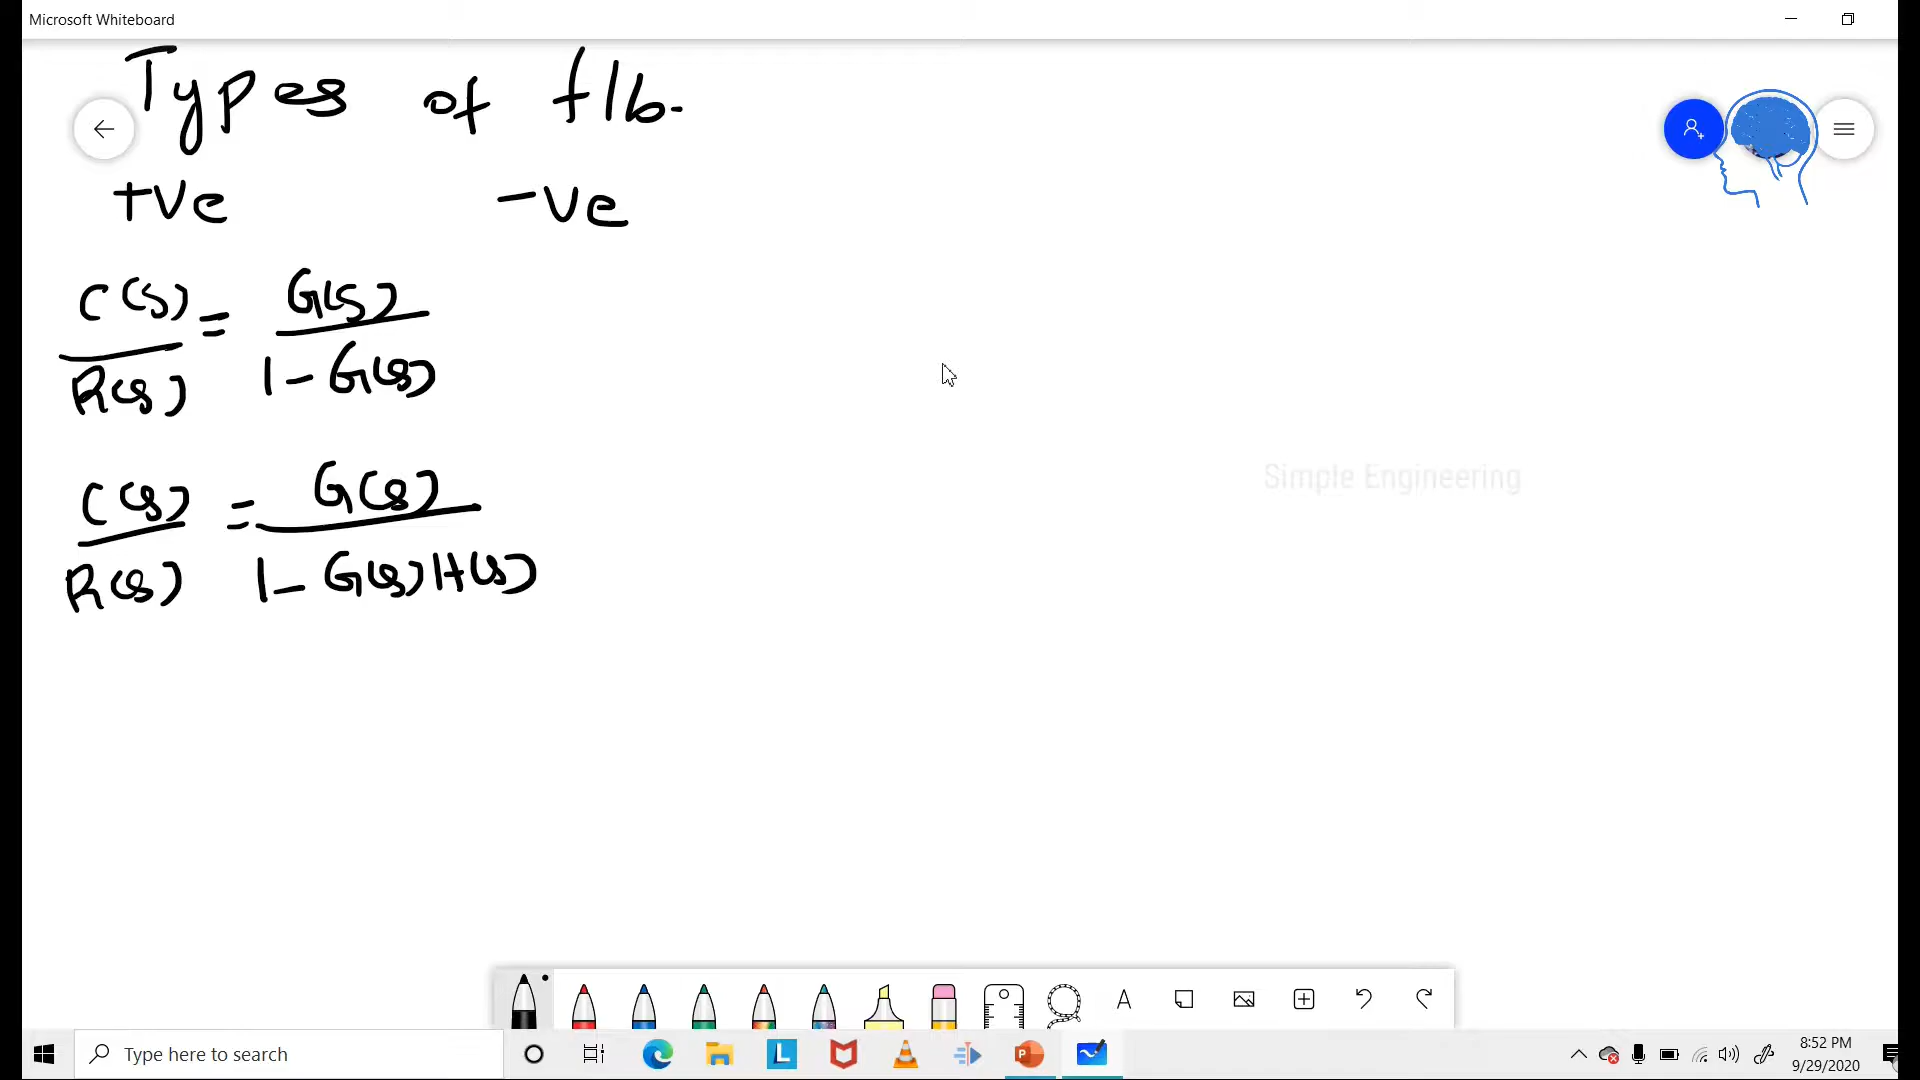 Microsoft Whiteboard
Types of f/b.
+ve -ve
C(s)/R(s) = G(s)/1 - G(s)
C(s)/R(s) = G(s)/1 - G(s)H(s)
Simple Engineering
Type here to search
8:52 PM
9/29/2020